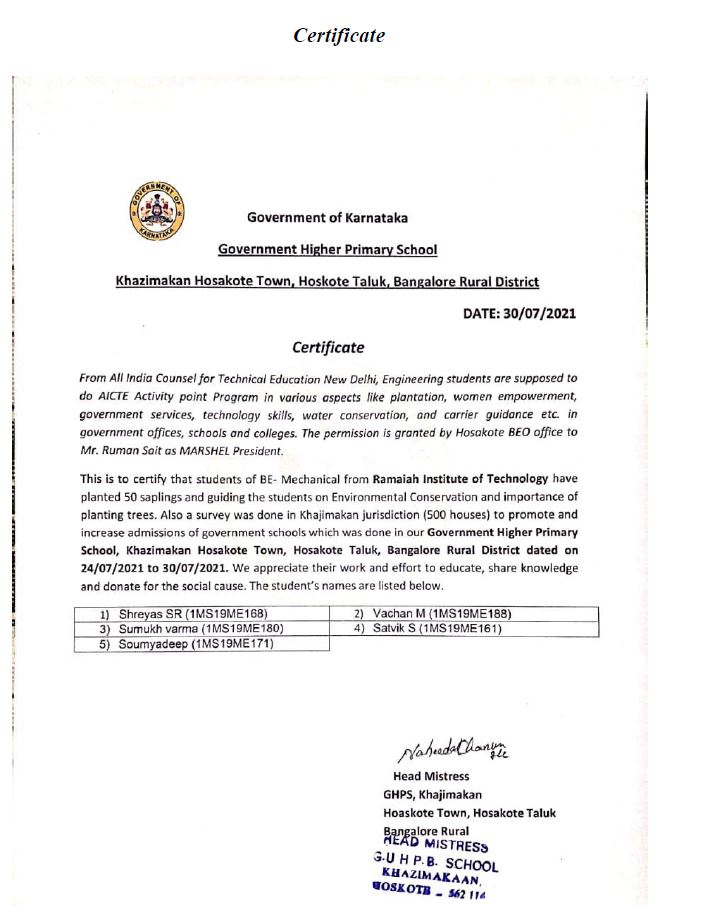 Certificate
GOVERNMENT OF
KARNATAKA
Government of Karnataka
Government Higher Primary School
Khazimakan Hosakote Town, Hoskote Taluk, Bangalore Rural District
DATE: 30/07/2021
Certificate
From All India Counsel for Technical Education New Delhi, Engineering students are supposed to
do AICTE Activity point Program in various aspects like plantation, women empowerment,
government services, technology skills, water conservation, and carrier guidance etc. in
government offices, schools and colleges. The permission is granted by Hosakote BEO office to
Mr. Ruman Sait as MARSHEL President.
This is to certify that students of BE- Mechanical from Ramaiah Institute of Technology have
planted 50 saplings and guiding the students on Environmental Conservation and importance of
planting trees. Also a survey was done in Khajimakan jurisdiction (500 houses) to promote and
increase admissions of government schools which was done in our Government Higher Primary
School, Khazimakan Hosakote Town, Hosakote Taluk, Bangalore Rural District dated on
24/07/2021 to 30/07/2021. We appreciate their work and effort to educate, share knowledge
and donate for the social cause. The student's names are listed below.
1) Shreyas SR (1MS19ME168) 2) Vachan M (1MS19ME188)
3) Sumukh varma (1MS19ME180) 4) Satvik S (1MS19ME161)
5) Soumyadeep (1MS19ME171)
Head Mistress
GHPS, Khajimakan
Hoaskote Town, Hosakote Taluk
Bangalore Rural
HEAD MISTRESS
G.U H P.B. SCHOOL
KHAZIMAKAAN,
HOSKOTE - 562 114